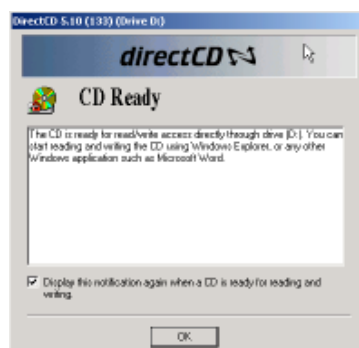 DirectCD 5.10 (133) (Drive D:)
directCD
CD Ready
The CD is ready for read/write access directly through drive [D:]. You can
start reading and writing the CD using Windows Explorer, or any other
Windows application such as Microsoft Word.
Display this notification again when a CD is ready for reading and
writing.
OK